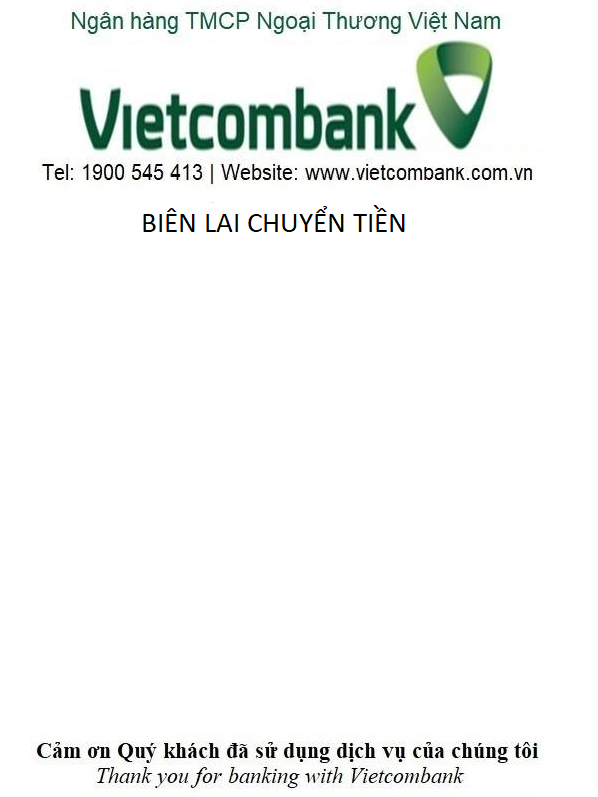 Ngân hàng TMCP Ngoại Thương Việt Nam
Vietcombank
Tel: 1900 545 413 | Website: www.vietcombank.com.vn
BIÊN LAI CHUYỂN TIỀN
Cảm ơn Quý khách đã sử dụng dịch vụ của chúng tôi
Thank you for banking with Vietcombank